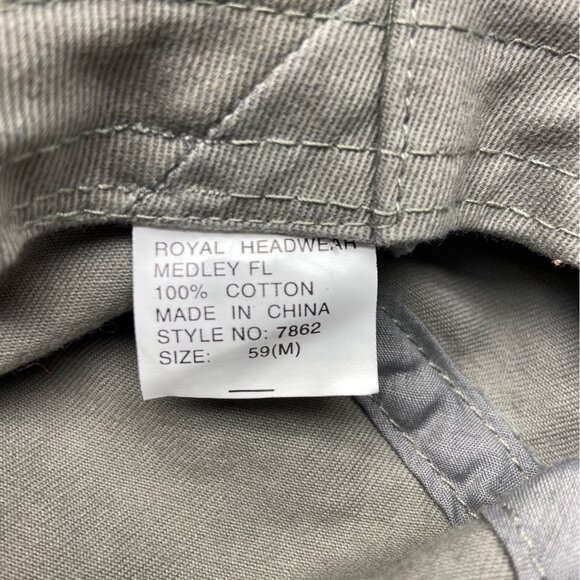 ROYAL HEADWEAR
MEDLEY FL
100% COTTON
MADE IN CHINA
STYLE NO: 7862
SIZE: 59(M)